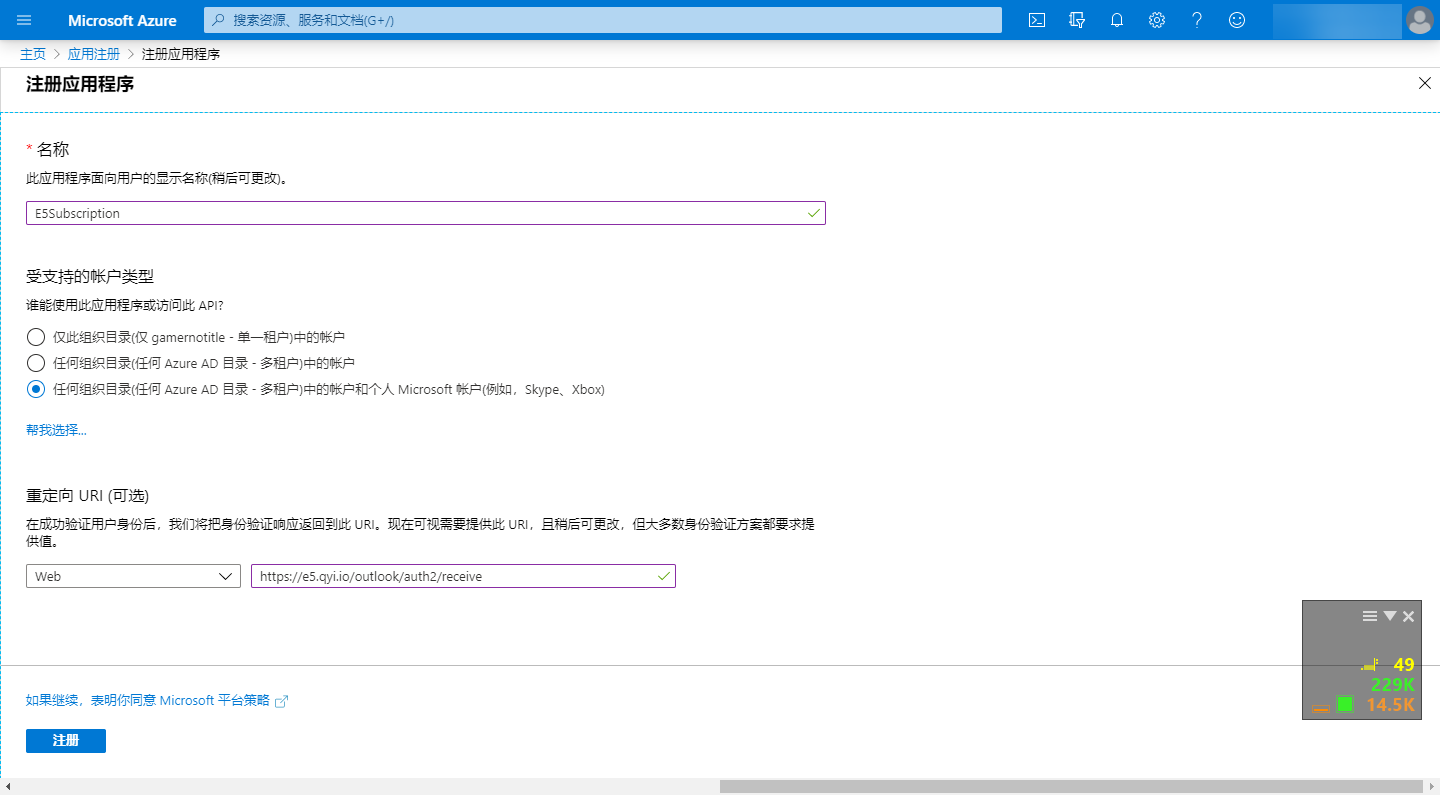 Microsoft Azure
搜索资源、服务和文档(G+/)
主页 > 应用注册 > 注册应用程序
注册应用程序
* 名称
此应用程序面向用户的显示名称(稍后可更改)。
E5Subscription
受支持的帐户类型
谁能使用此应用程序或访问此 API?
仅此组织目录(仅 gamernotitle - 单一租户)中的帐户
任何组织目录(任何 Azure AD 目录 - 多租户)中的帐户
任何组织目录(任何 Azure AD 目录 - 多租户)中的帐户和个人 Microsoft 帐户(例如，Skype、Xbox)
帮我选择...
重定向 URI (可选)
在成功验证用户身份后，我们将把身份验证响应返回到此 URI。现在可视需要提供此 URI，且稍后可更改，但大多数身份验证方案都要求提
供值。
Web
https://e5.qyi.io/outlook/auth2/receive
49
229K
14.5K
如果继续，表明你同意 Microsoft 平台策略
注册